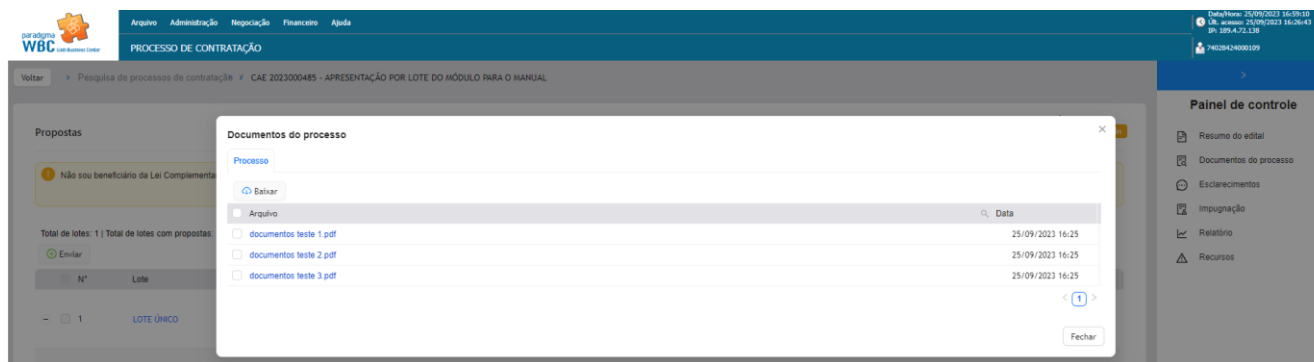 paradigma
WBC Web Business Center
Arquivo Administração Negociação Financeiro Ajuda
PROCESSO DE CONTRATAÇÃO
Data/Hora: 25/09/2023 16:59:10
Últ. acesso: 25/09/2023 16:26:43
IP: 189.4.72.138
74028424000109
Voltar > Pesquisa de processos de contratação / CAE 2023000485 - APRESENTAÇÃO POR LOTE DO MÓDULO PARA O MANUAL
>
Painel de controle
Resumo do edital
Documentos do processo
Esclarecimentos
Impugnação
Relatório
Recursos
Propostas
Não sou beneficiário da Lei Complementa
Total de lotes: 1 | Total de lotes com propostas:
Enviar
N° Lote
1 LOTE ÚNICO
Documentos do processo
Processo
Baixar
Arquivo Data
documentos teste 1.pdf 25/09/2023 16:25
documentos teste 2.pdf 25/09/2023 16:25
documentos teste 3.pdf 25/09/2023 16:25
< 1 >
Fechar